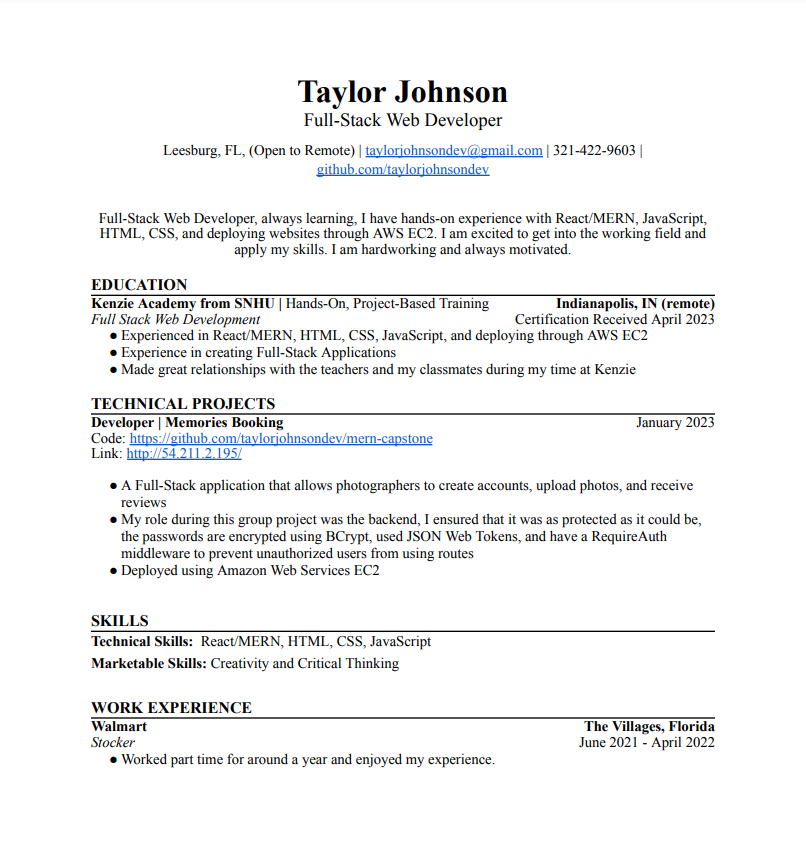 Taylor Johnson
Full-Stack Web Developer
Leesburg, FL, (Open to Remote) | taylorjohnsondev@gmail.com | 321-422-9603 |
github.com/taylorjohnsondev
Full-Stack Web Developer, always learning, I have hands-on experience with React/MERN, JavaScript,
HTML, CSS, and deploying websites through AWS EC2. I am excited to get into the working field and
apply my skills. I am hardworking and always motivated.
EDUCATION
Kenzie Academy from SNHU | Hands-On, Project-Based Training Indianapolis, IN (remote)
Full Stack Web Development Certification Received April 2023
● Experienced in React/MERN, HTML, CSS, JavaScript, and deploying through AWS EC2
● Experience in creating Full-Stack Applications
● Made great relationships with the teachers and my classmates during my time at Kenzie
TECHNICAL PROJECTS
Developer | Memories Booking January 2023
Code: https://github.com/taylorjohnsondev/mern-capstone
Link: http://54.211.2.195/
● A Full-Stack application that allows photographers to create accounts, upload photos, and receive
reviews
● My role during this group project was the backend, I ensured that it was as protected as it could be,
the passwords are encrypted using BCrypt, used JSON Web Tokens, and have a RequireAuth
middleware to prevent unauthorized users from using routes
● Deployed using Amazon Web Services EC2
SKILLS
Technical Skills: React/MERN, HTML, CSS, JavaScript
Marketable Skills: Creativity and Critical Thinking
WORK EXPERIENCE
Walmart The Villages, Florida
Stocker June 2021 - April 2022
● Worked part time for around a year and enjoyed my experience.